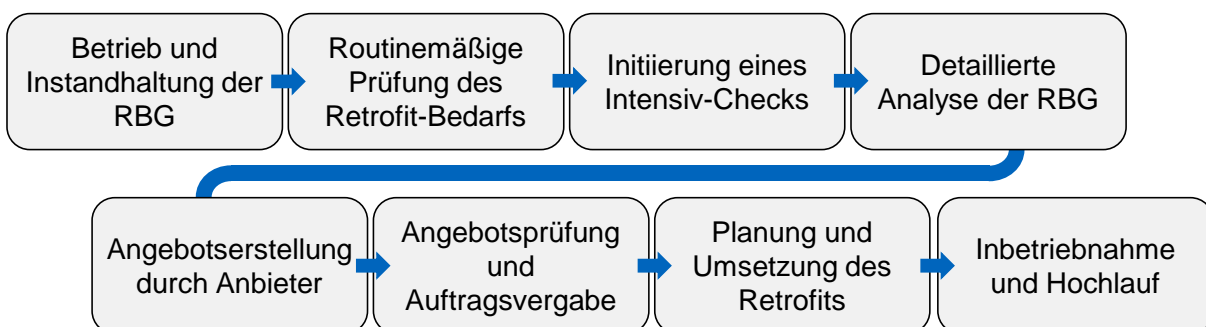 Betrieb und
Instandhaltung der
RBG
Routinemäßige
Prüfung des
Retrofit-Bedarfs
Initiierung eines
Intensiv-Checks
Detaillierte
Analyse der RBG
Angebotserstellung
durch Anbieter
Angebotsprüfung
und
Auftragsvergabe
Planung und
Umsetzung des
Retrofits
Inbetriebnahme
und Hochlauf